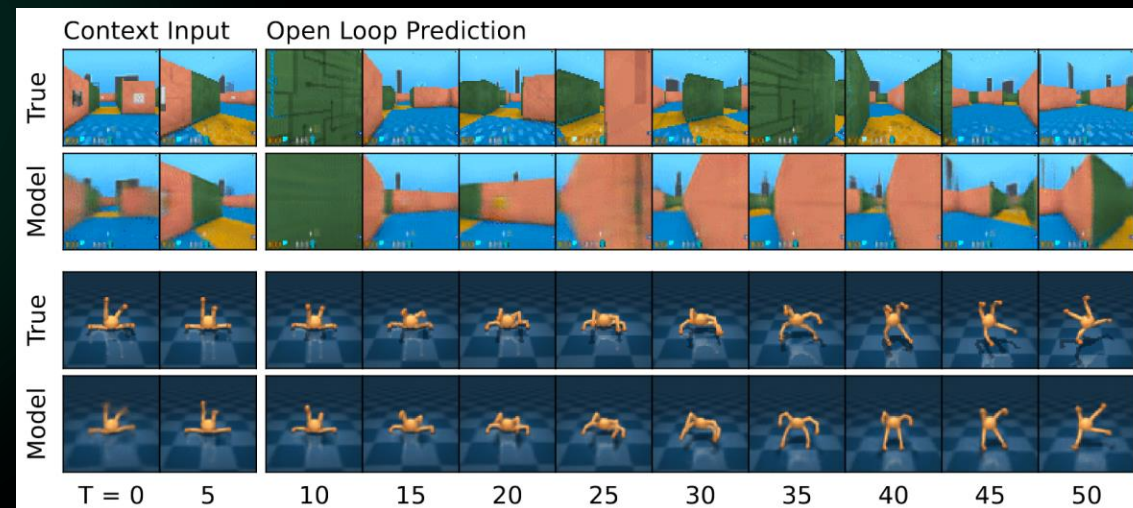 Context Input Open Loop Prediction
True
Model
True
Model
T = 0 5 10 15 20 25 30 35 40 45 50